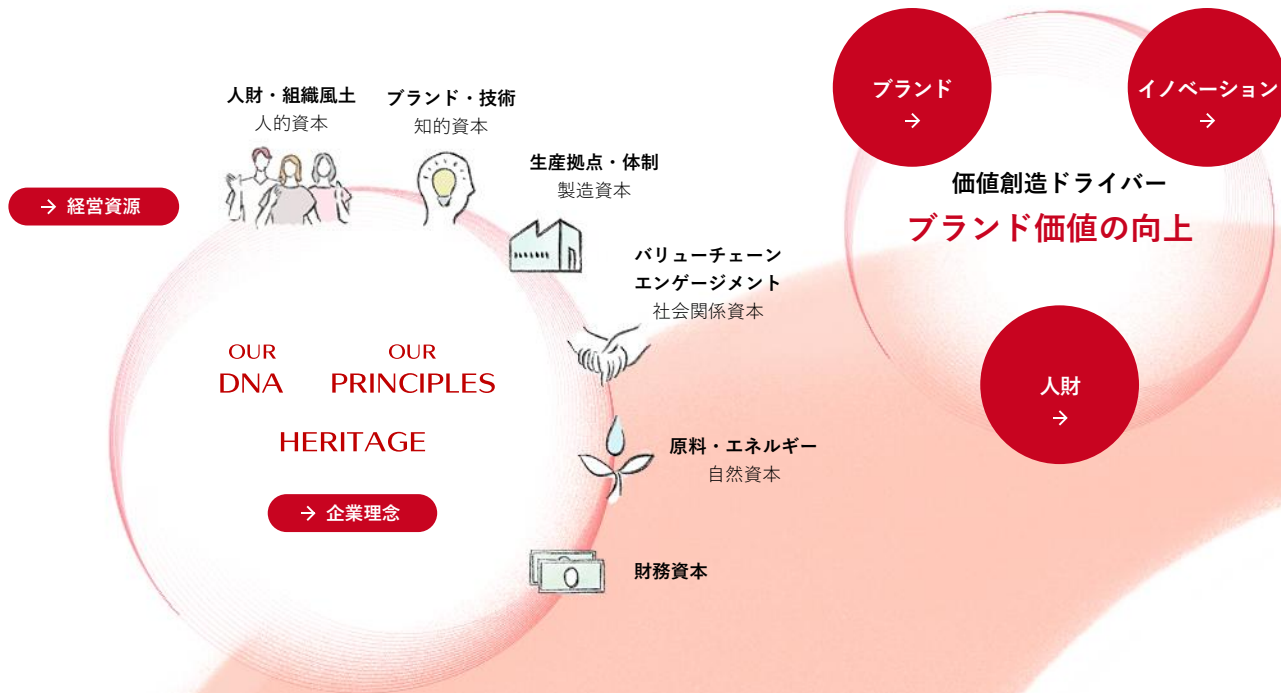 人財・組織風土
人的資本
ブランド・技術
知的資本
生産拠点・体制
製造資本
→ 経営資源
バリューチェーン
エンゲージメント
社会関係資本
OUR
DNA
OUR
PRINCIPLES
HERITAGE
→ 企業理念
原料・エネルギー
自然資本
財務資本
ブランド
→
イノベーション
→
価値創造ドライバー
ブランド価値の向上
人財
→